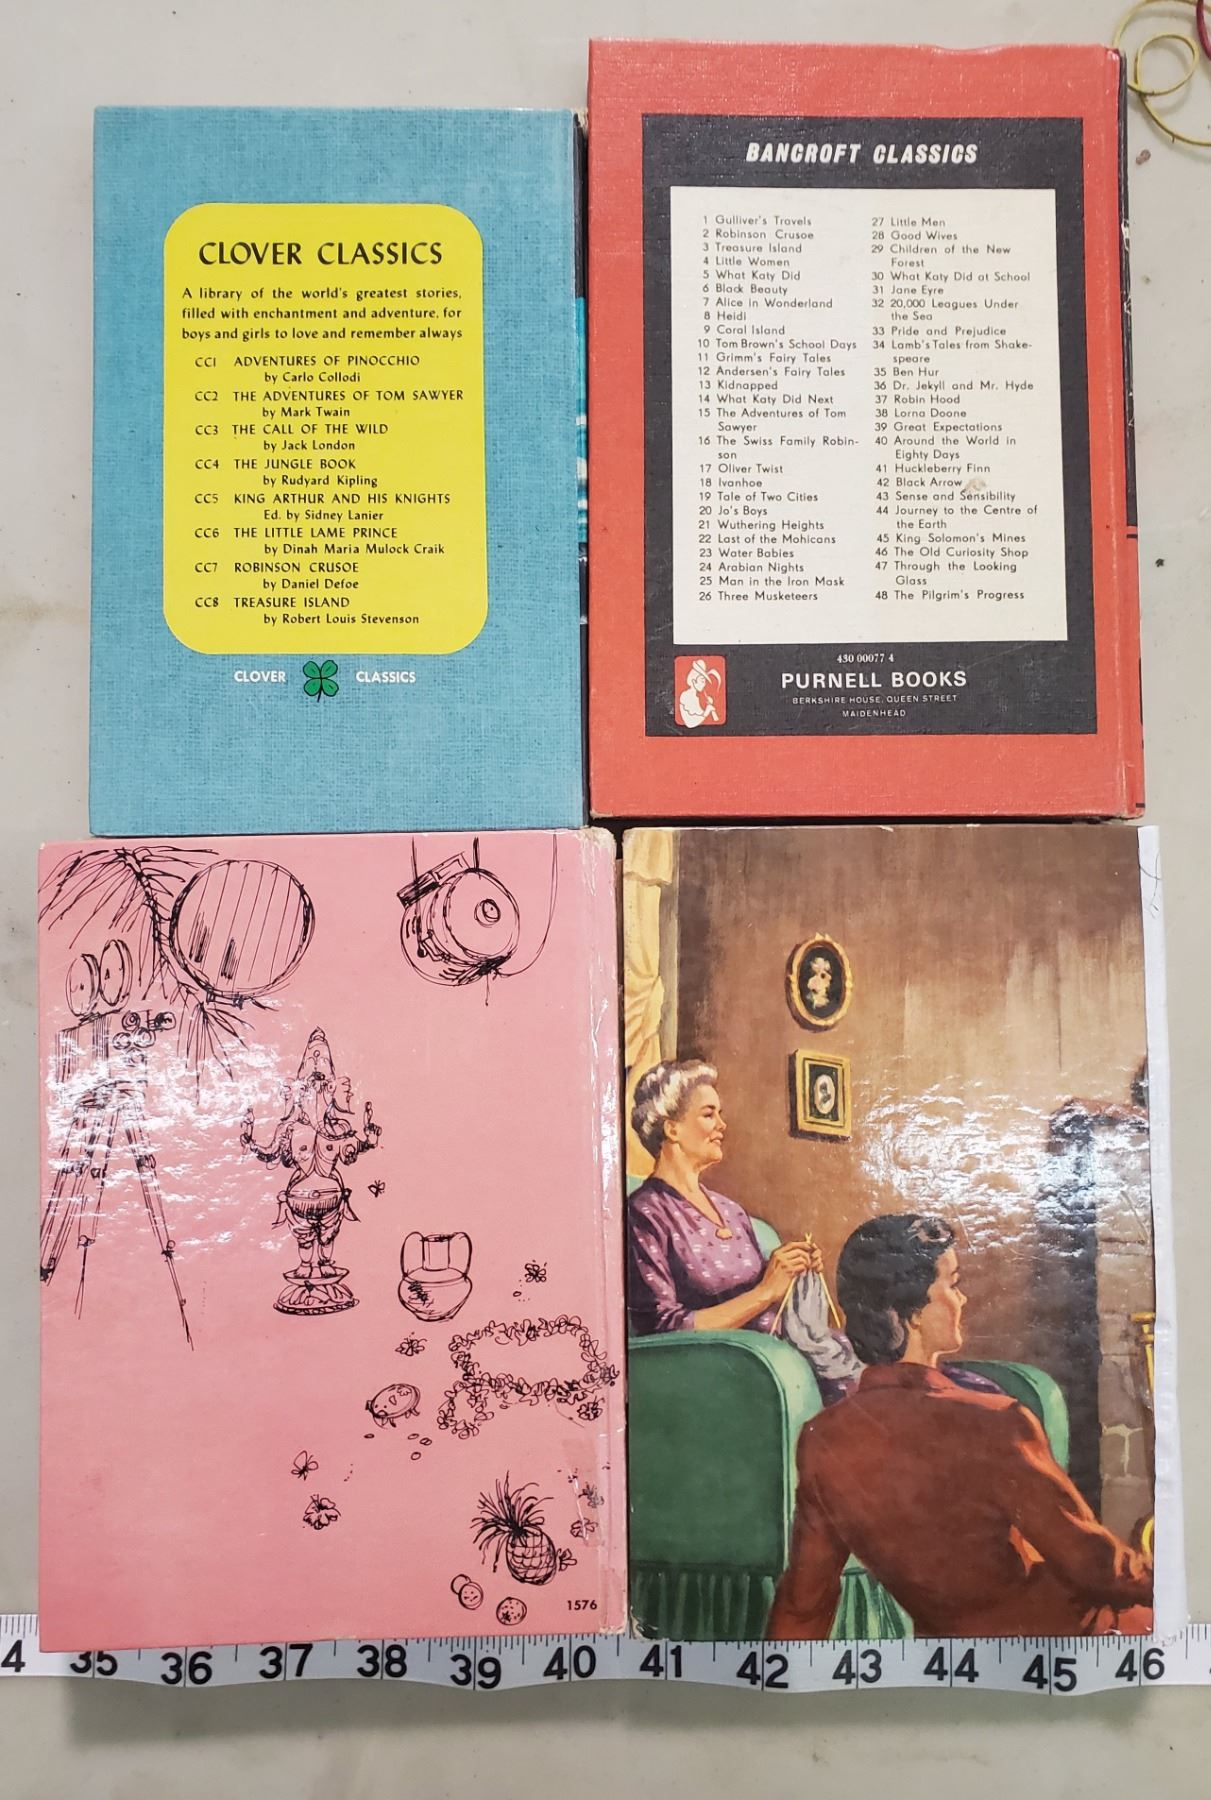 CLOVER CLASSICS
A library of the world's greatest stories,
filled with enchantment and adventure, for
boys and girls to love and remember always
CC1 ADVENTURES OF PINOCCHIO
by Carlo Collodi
CC2 THE ADVENTURES OF TOM SAWYER
by Mark Twain
CC3 THE CALL OF THE WILD
by Jack London
CC4 THE JUNGLE BOOK
by Rudyard Kipling
CC5 KING ARTHUR AND HIS KNIGHTS
Ed. by Sidney Lanier
CC6 THE LITTLE LAME PRINCE
by Dinah Maria Mulock Craik
CC7 ROBINSON CRUSOE
by Daniel Defoe
CC8 TREASURE ISLAND
by Robert Louis Stevenson
CLOVER CLASSICS
BANCROFT CLASSICS
1 Gulliver's Travels
2 Robinson Crusoe
3 Treasure Island
4 Little Women
5 What Katy Did
6 Black Beauty
7 Alice in Wonderland
8 Heidi
9 Coral Island
10 Tom Brown's School Days
11 Grimm's Fairy Tales
12 Andersen's Fairy Tales
13 Kidnapped
14 What Katy Did Next
15 The Adventures of Tom
Sawyer
16 The Swiss Family Robin-
son
17 Oliver Twist
18 Ivanhoe
19 Tale of Two Cities
20 Jo's Boys
21 Wuthering Heights
22 Last of the Mohicans
23 Water Babies
24 Arabian Nights
25 Man in the Iron Mask
26 Three Musketeers
27 Little Men
28 Good Wives
29 Children of the New
Forest
30 What Katy Did at School
31 Jane Eyre
32 20,000 Leagues Under
the Sea
33 Pride and Prejudice
34 Lamb's Tales from Shake-
speare
35 Ben Hur
36 Dr. Jekyll and Mr. Hyde
37 Robin Hood
38 Lorna Doone
39 Great Expectations
40 Around the World in
Eighty Days
41 Huckleberry Finn
42 Black Arrow
43 Sense and Sensibility
44 Journey to the Centre of
the Earth
45 King Solomon's Mines
46 The Old Curiosity Shop
47 Through the Looking
Glass
48 The Pilgrim's Progress
430 00077 4
PURNELL BOOKS
BERKSHIRE HOUSE, QUEEN STREET
MAIDENHEAD
1576
4 35 36 37 38 39 40 41 42 43 44 45 46